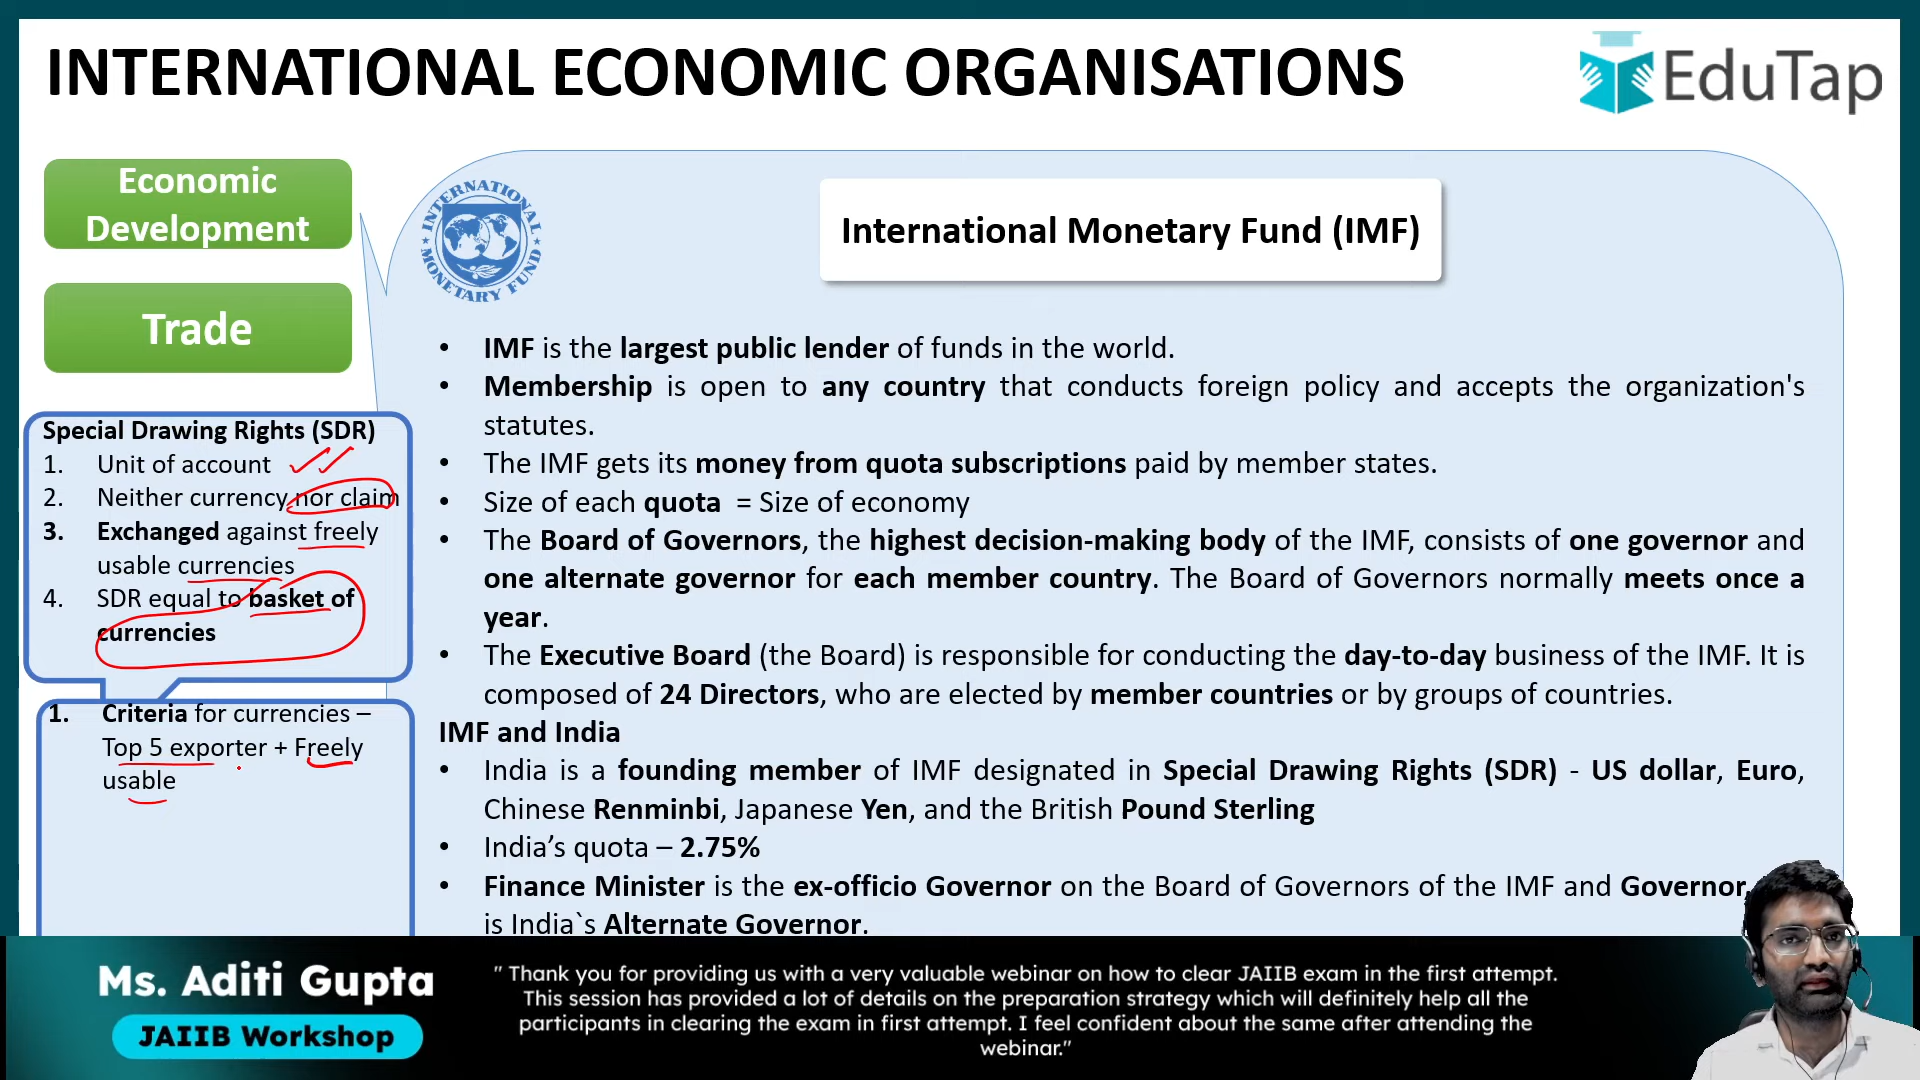 INTERNATIONAL ECONOMIC ORGANISATIONS
EduTap
Economic
Development
Trade
INTERNATIONAL MONETARY FUND
International Monetary Fund (IMF)
Special Drawing Rights (SDR)
1. Unit of account
2. Neither currency nor claim
3. Exchanged against freely
usable currencies
4. SDR equal to basket of
currencies
1. Criteria for currencies –
Top 5 exporter + Freely
usable
• IMF is the largest public lender of funds in the world.
• Membership is open to any country that conducts foreign policy and accepts the organization's
statutes.
• The IMF gets its money from quota subscriptions paid by member states.
• Size of each quota = Size of economy
• The Board of Governors, the highest decision-making body of the IMF, consists of one governor and
one alternate governor for each member country. The Board of Governors normally meets once a
year.
• The Executive Board (the Board) is responsible for conducting the day-to-day business of the IMF. It is
composed of 24 Directors, who are elected by member countries or by groups of countries.
IMF and India
• India is a founding member of IMF designated in Special Drawing Rights (SDR) - US dollar, Euro,
Chinese Renminbi, Japanese Yen, and the British Pound Sterling
• India’s quota – 2.75%
• Finance Minister is the ex-officio Governor on the Board of Governors of the IMF and Governor,
is India`s Alternate Governor.
Ms. Aditi Gupta
JAIIB Workshop
" Thank you for providing us with a very valuable webinar on how to clear JAIIB exam in the first attempt.
This session has provided a lot of details on the preparation strategy which will definitely help all the
participants in clearing the exam in first attempt. I feel confident about the same after attending the
webinar."